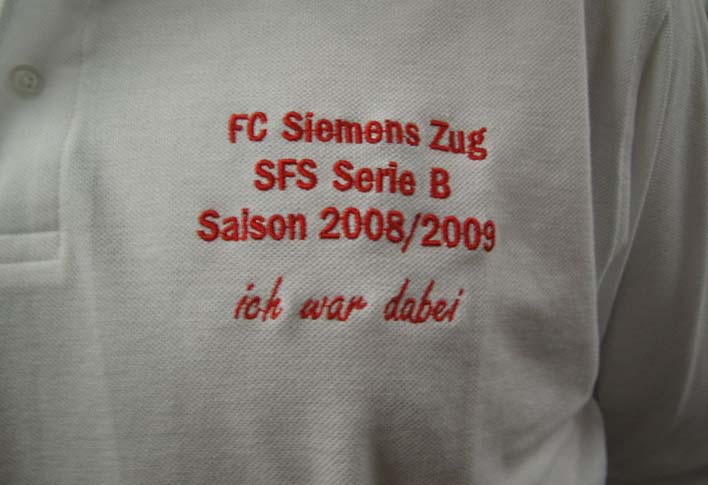 FC Siemens Zug
SFS Serie B
Saison 2008/2009
ich war dabei